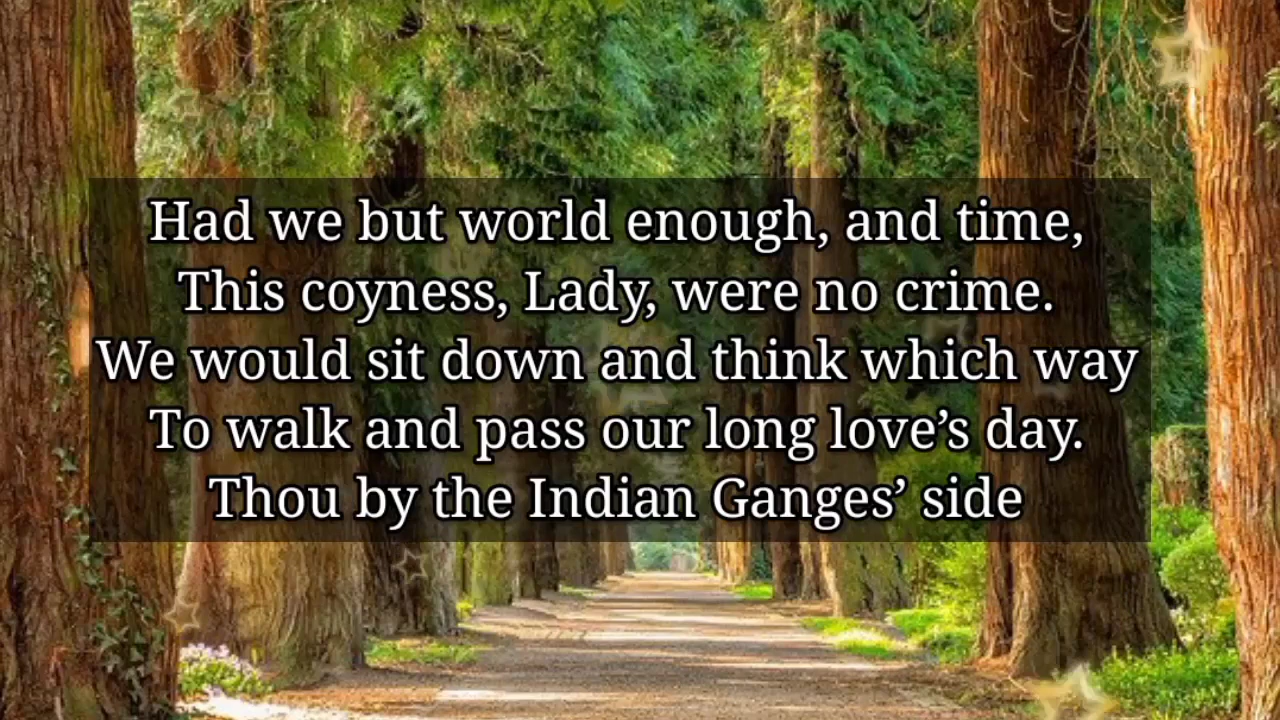 Had we but world enough, and time,
This coyness, Lady, were no crime.
We would sit down and think which way
To walk and pass our long love’s day.
Thou by the Indian Ganges’ side